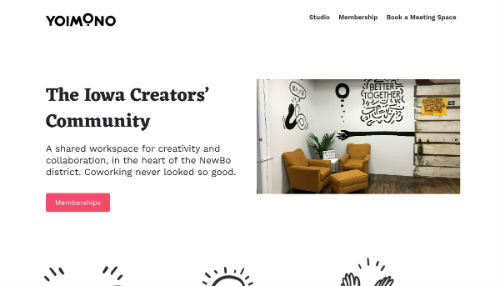 YOIMONO
Studio Membership Book a Meeting Space
The Iowa Creators’
Community
A shared workspace for creativity and
collaboration, in the heart of the NewBo
district. Coworking never looked so good.
Memberships
BETTER
TOGETHER